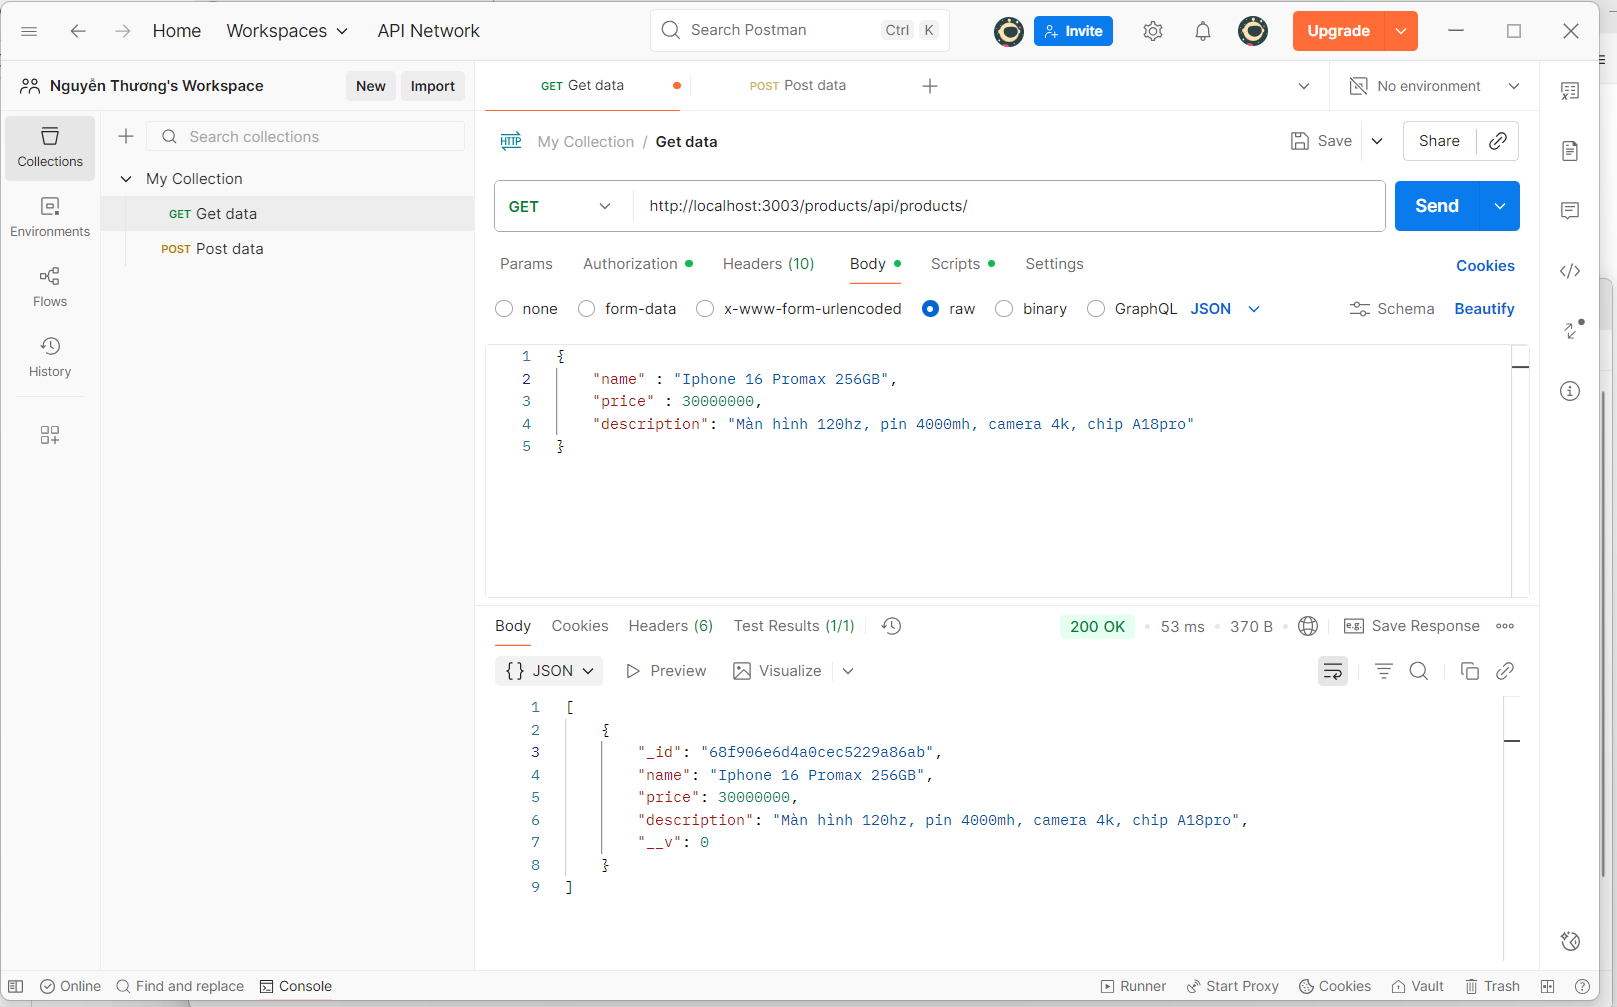 Home Workspaces API Network Search Postman Ctrl K Invite Upgrade
Nguyễn Thương's Workspace New Import GET Get data POST Post data No environment
Collections
Environments
Flows
History
Search collections
My Collection
GET Get data
POST Post data
HTTP My Collection / Get data Save Share
GET http://localhost:3003/products/api/products/ Send
Params Authorization Headers (10) Body Scripts Settings Cookies
none form-data x-www-form-urlencoded raw binary GraphQL JSON Schema Beautify
1 {
2 "name" : "Iphone 16 Promax 256GB",
3 "price" : 30000000,
4 "description": "Màn hình 120hz, pin 4000mh, camera 4k, chip A18pro"
5 }
Body Cookies Headers (6) Test Results (1/1) 200 OK 53 ms 370 B e.g. Save Response
{} JSON Preview Visualize
1 [
2 {
3 "_id": "68f906e6d4a0cec5229a86ab",
4 "name": "Iphone 16 Promax 256GB",
5 "price": 30000000,
6 "description": "Màn hình 120hz, pin 4000mh, camera 4k, chip A18pro",
7 "__v": 0
8 }
9 ]
Online Find and replace Console Runner Start Proxy Cookies Vault Trash